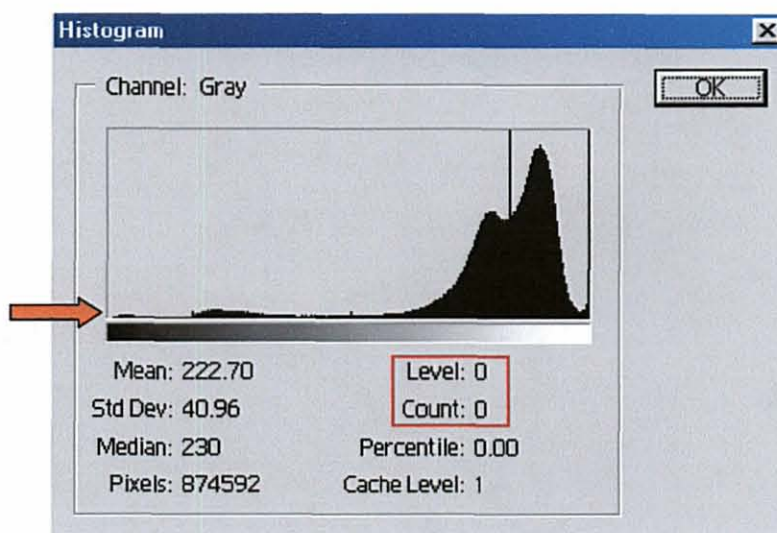 Histogram
OK
Channel: Gray
Mean: 222.70
Level: 0
Std Dev: 40.96
Count: 0
Median: 230
Percentile: 0.00
Pixels: 874592
Cache Level: 1